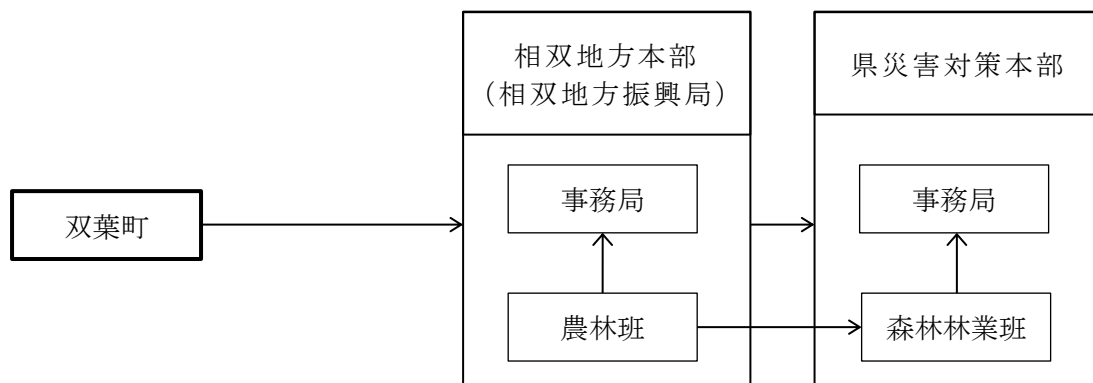 相双地方本部
（相双地方振興局）
県災害対策本部
双葉町
事務局
事務局
農林班
森林林業班